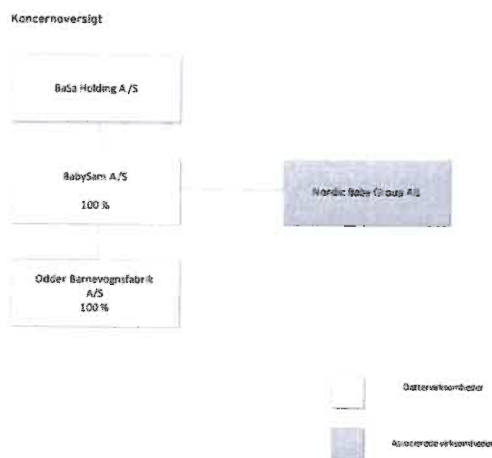 Koncernoversigt
BaSa Holding A/S
BabySam A/S
100 %
Nordic Baby Group AB
Odder Barnevognsfabrik
A/S
100 %
Dattervirksomheder
Associerede virksomheder